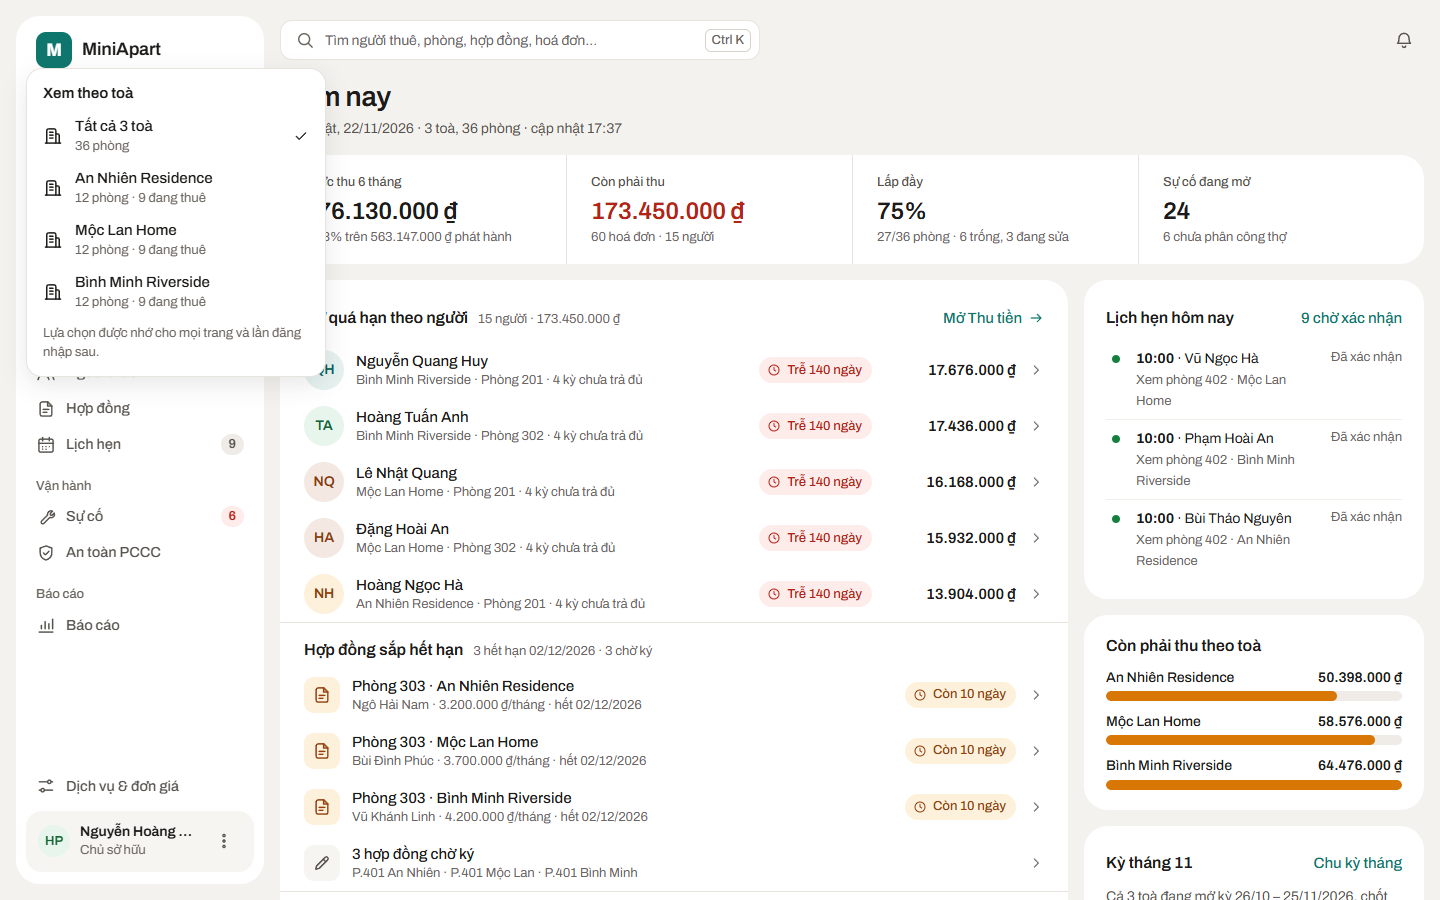 M MiniApart
Tìm người thuê, phòng, hợp đồng, hoá đơn... Ctrl K
Xem theo toà
Tất cả 3 toà
36 phòng
An Nhiên Residence
12 phòng · 9 đang thuê
Mộc Lan Home
12 phòng · 9 đang thuê
Bình Minh Riverside
12 phòng · 9 đang thuê
Lựa chọn được nhớ cho mọi trang và lần đăng
nhập sau.
Hợp đồng
Lịch hẹn 9
Vận hành
Sự cố 6
An toàn PCCC
Báo cáo
Báo cáo
Dịch vụ & đơn giá
HP Nguyễn Hoàng ...
Chủ sở hữu
nay
22/11/2026 · 3 toà, 36 phòng · cập nhật 17:37
thu 6 tháng
76.130.000 ₫
trên 563.147.000 ₫ phát hành
Còn phải thu
173.450.000 ₫
60 hoá đơn · 15 người
Lấp đầy
75%
27/36 phòng · 6 trống, 3 đang sửa
Sự cố đang mở
24
6 chưa phân công thợ
quá hạn theo người 15 người · 173.450.000 ₫ Mở Thu tiền
Nguyễn Quang Huy
Bình Minh Riverside · Phòng 201 · 4 kỳ chưa trả đủ
Trễ 140 ngày 17.676.000 ₫
TA Hoàng Tuấn Anh
Bình Minh Riverside · Phòng 302 · 4 kỳ chưa trả đủ
Trễ 140 ngày 17.436.000 ₫
NQ Lê Nhật Quang
Mộc Lan Home · Phòng 201 · 4 kỳ chưa trả đủ
Trễ 140 ngày 16.168.000 ₫
HA Đặng Hoài An
Mộc Lan Home · Phòng 302 · 4 kỳ chưa trả đủ
Trễ 140 ngày 15.932.000 ₫
NH Hoàng Ngọc Hà
An Nhiên Residence · Phòng 201 · 4 kỳ chưa trả đủ
Trễ 140 ngày 13.904.000 ₫
Hợp đồng sắp hết hạn 3 hết hạn 02/12/2026 · 3 chờ ký
Phòng 303 · An Nhiên Residence
Ngô Hải Nam · 3.200.000 ₫/tháng · hết 02/12/2026
Còn 10 ngày
Phòng 303 · Mộc Lan Home
Bùi Đình Phúc · 3.700.000 ₫/tháng · hết 02/12/2026
Còn 10 ngày
Phòng 303 · Bình Minh Riverside
Vũ Khánh Linh · 4.200.000 ₫/tháng · hết 02/12/2026
Còn 10 ngày
3 hợp đồng chờ ký
P.401 An Nhiên · P.401 Mộc Lan · P.401 Bình Minh
Lịch hẹn hôm nay 9 chờ xác nhận
10:00 · Vũ Ngọc Hà Đã xác nhận
Xem phòng 402 · Mộc Lan
Home
10:00 · Phạm Hoài An Đã xác nhận
Xem phòng 402 · Bình Minh
Riverside
10:00 · Bùi Thảo Nguyên Đã xác nhận
Xem phòng 402 · An Nhiên
Residence
Còn phải thu theo toà
An Nhiên Residence 50.398.000 ₫
Mộc Lan Home 58.576.000 ₫
Bình Minh Riverside 64.476.000 ₫
Kỳ tháng 11 Chu kỳ tháng
Cả 3 toà đang mở kỳ 26/10 – 25/11/2026, chốt